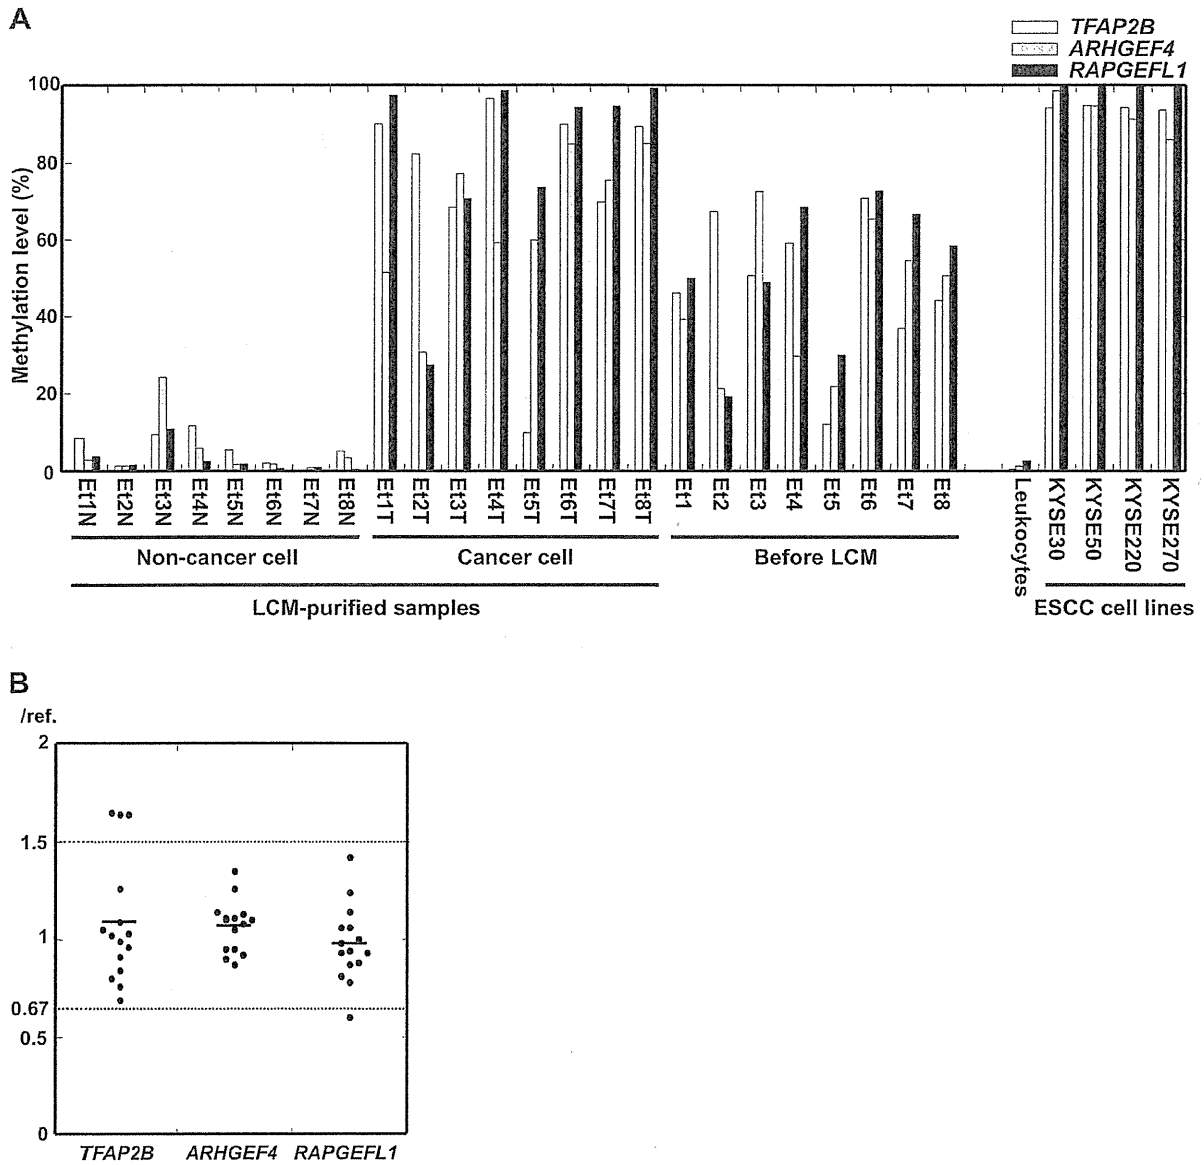 A
TFAP2B
ARHGEF4
RAPGEFL1
Methylation level (%)
100
80
60
40
20
0
Et1N Et2N Et3N Et4N Et5N Et6N Et7N Et8N Et1T Et2T Et3T Et4T Et5T Et6T Et7T Et8T Et1 Et2 Et3 Et4 Et5 Et6 Et7 Et8 Leukocytes KYSE30 KYSE50 KYSE220 KYSE270
Non-cancer cell Cancer cell Before LCM
LCM-purified samples ESCC cell lines
B
/ref.
2
1.5
1
0.67
0.5
0
TFAP2B ARHGEF4 RAPGEFL1